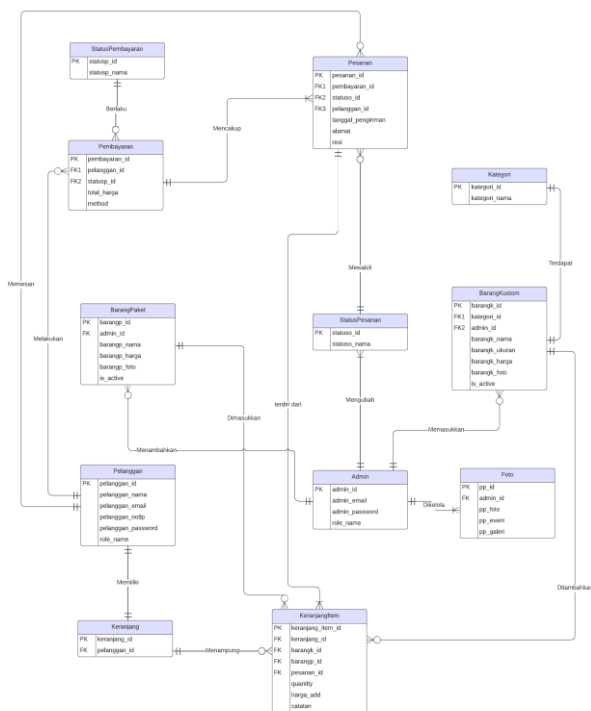 StatusPembayaran
PK statusp_id
statusp_nama
Berlaku
Pembayaran
PK pembayaran_id
FK1 pelanggan_id
FK2 statusp_id
total_harga
method
Mencakup
Pesanan
PK pesanan_id
FK1 pembayaran_id
FK2 statuso_id
FK3 pelanggan_id
tanggal_pengiriman
alamat
resi
Kategori
PK kategori_id
kategori_nama
Terdapat
Mewakili
Memesan
Melakukan
BarangPaket
PK barangp_id
FK admin_id
barangp_nama
barangp_harga
barangp_foto
is_active
StatusPesanan
PK statuso_id
statuso_nama
BarangKustom
PK barangk_id
FK1 kategori_id
FK2 admin_id
barangk_nama
barangk_ukuran
barangk_harga
barangk_foto
is_active
Dimasukkan
terdiri dari
Mengubah
Memasukkan
Menambahkan
Pelanggan
PK pelanggan_id
pelanggan_nama
pelanggan_email
pelanggan_notlp
pelanggan_password
role_name
Admin
PK admin_id
admin_email
admin_password
role_name
Dikelola
Foto
PK pp_id
FK admin_id
pp_foto
pp_event
pp_galeri
Memiliki
Ditambahkan
Keranjang
PK keranjang_id
FK pelanggan_id
Menampung
KeranjangItem
PK keranjang_item_id
FK keranjang_id
FK barangk_id
FK barangp_id
FK pesanan_id
quantity
harga_add
catatan